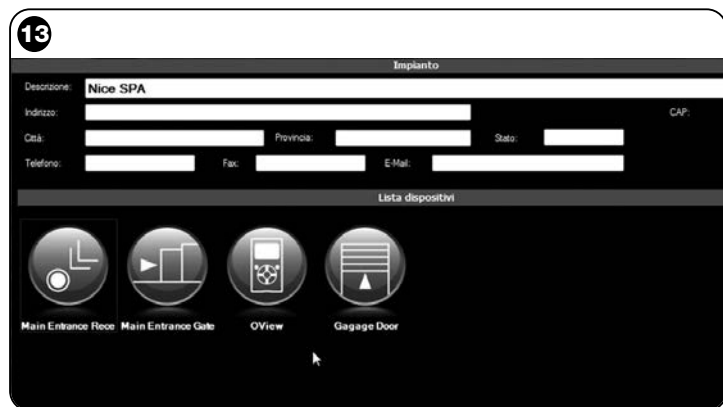 13
Impianto
Descrizione: Nice SPA
Indirizzo: CAP:
Città: Provincia: Stato:
Telefono: Fax: E-Mail:
Lista dispositivi
Main Entrance Rece Main Entrance Gate OView Gagage Door